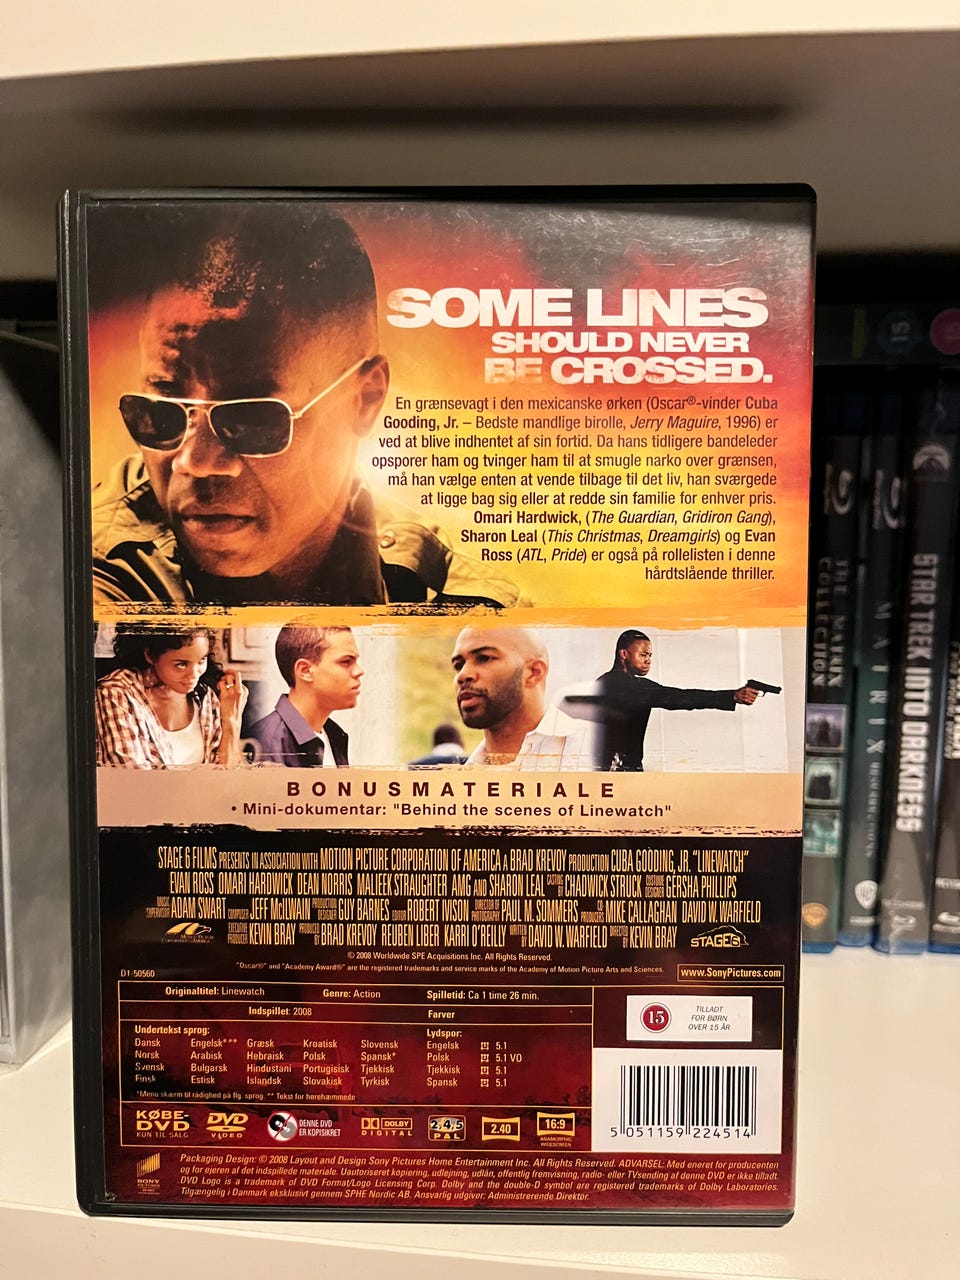 SOME LINES
SHOULD NEVER
BE CROSSED.
En grænsevagt i den mexicanske ørken (Oscar®-vinder Cuba
Gooding, Jr. – Bedste mandlige birolle, Jerry Maguire, 1996) er
ved at blive indhentet af sin fortid. Da hans tidligere bandeleder
opsporer ham og tvinger ham til at smugle narko over grænsen,
må han vælge enten at vende tilbage til det liv, han sværgede
at ligge bag sig eller at redde sin familie for enhver pris.
Omari Hardwick, (The Guardian, Gridiron Gang),
Sharon Leal (This Christmas, Dreamgirls) og Evan
Ross (ATL, Pride) er også på rollelisten i denne
hårdtslående thriller.
BONUSMATERIALE
• Mini-dokumentar: "Behind the scenes of Linewatch"
STAGE 6 FILMS PRESENTS IN ASSOCIATION WITH MOTION PICTURE CORPORATION OF AMERICA A BRAD KREVOY PRODUCTION CUBA GOODING, JR. "LINEWATCH"
EVAN ROSS OMARI HARDWICK DEAN NORRIS MALIEEK STRAUGHTER AMG AND SHARON LEAL CASTING BY CHADWICK STRUCK COSTUME DESIGNER GERSHA PHILLIPS
MUSIC SUPERVISOR ADAM SWART COMPOSER JEFF McILWAIN PRODUCTION DESIGNER GUY BARNES EDITOR ROBERT IVISON DIRECTOR OF PHOTOGRAPHY PAUL M. SOMMERS CO-PRODUCERS MIKE CALLAGHAN DAVID W. WARFIELD
EXECUTIVE PRODUCER KEVIN BRAY PRODUCED BY BRAD KREVOY REUBEN LIBER KARRI O'REILLY WRITTEN BY DAVID W. WARFIELD DIRECTED BY KEVIN BRAY STAGE6
© 2008 Worldwide SPE Acquisitions Inc. All Rights Reserved.
"Oscar®" and "Academy Award®" are the registered trademarks and service marks of the Academy of Motion Picture Arts and Sciences.
www.SonyPictures.com
D1-50560
Originaltitel: Linewatch Genre: Action Spilletid: Ca 1 time 26 min.
Indspillet: 2008 Farver
Undertekst sprog: Lydspor:
Dansk Engelsk*** Græsk Kroatisk Slovensk Engelsk 5.1
Norsk Arabisk Hebraisk Polsk Spansk* Polsk 5.1 VO
Svensk Bulgarsk Hindustani Portugisisk Tjekkisk Tjekkisk 5.1
Finsk Estisk Islandsk Slovakisk Tyrkisk Spansk 5.1
*Menu skærm til rådighed på flg. sprog. ** Tekst for hørehæmmede
15
TILLADT
FOR BØRN
OVER 15 ÅR
KØBE-
DVD
KUN TIL SALG
DVD
VIDEO
DENNE DVD
ER KOPISIKRET
DOLBY
DIGITAL
2,4,5
PAL
2.40
16:9
ANAMORPHIC
WIDESCREEN
5 051159 224514
SONY
Packaging Design: © 2008 Layout and Design Sony Pictures Home Entertainment Inc. All Rights Reserved. ADVARSEL: Med eneret for producenten
og for ejeren af det indspillede materiale. Uautoriseret kopiering, udlejning, udlån, offentlig fremvisning, radio- eller TVsending af denne DVD er ikke tilladt.
DVD Logo is a trademark of DVD Format/Logo Licensing Corp. Dolby and the double-D symbol are registered trademarks of Dolby Laboratories.
Tilgængelig i Danmark eksklusivt gennem SPHE Nordic AB. Ansvarlig udgiver: Administrerende Direktør.
THE MATRIX
COLLECTION
MATRIX
STAR TREK INTO DARKNESS